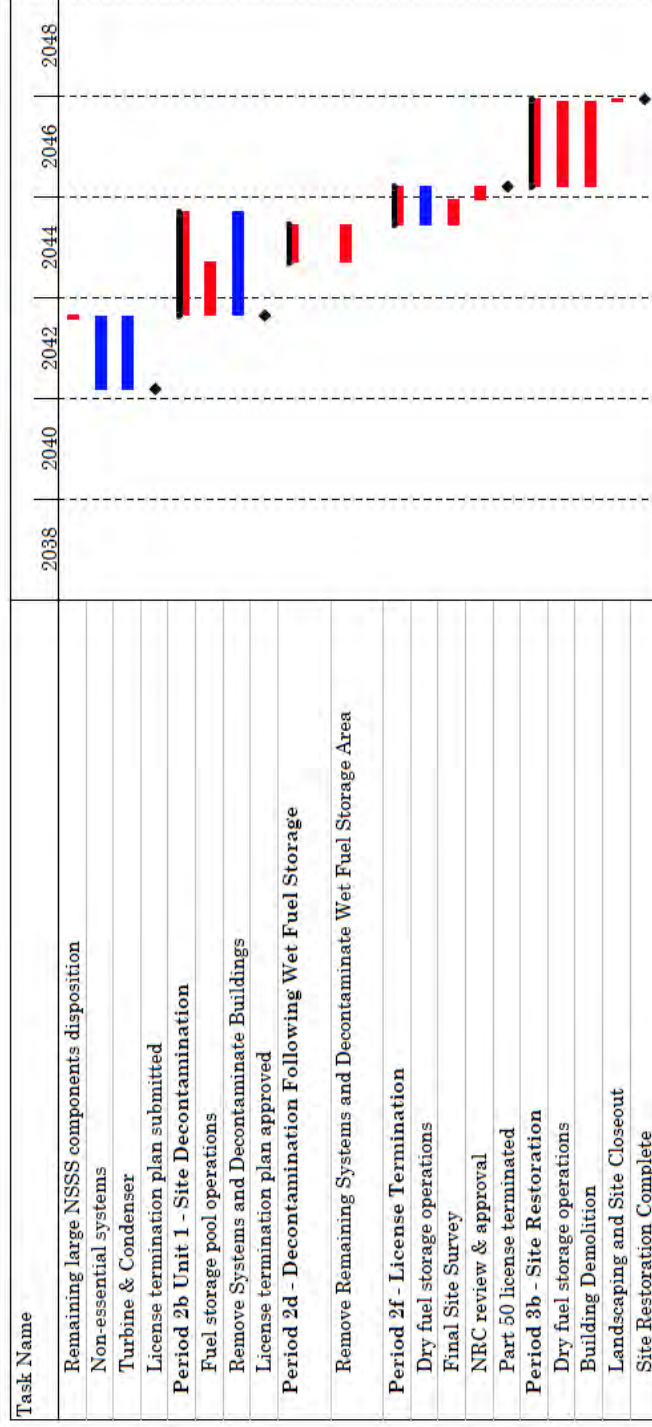 Task Name
2038
2040
2042
2044
2046
2048
Remaining large NSSS components disposition
Non-essential systems
Turbine & Condenser
License termination plan submitted
Period 2b Unit 1 - Site Decontamination
Fuel storage pool operations
Remove Systems and Decontaminate Buildings
License termination plan approved
Period 2d - Decontamination Following Wet Fuel Storage
Remove Remaining Systems and Decontaminate Wet Fuel Storage Area
Period 2f - License Termination
Dry fuel storage operations
Final Site Survey
NRC review & approval
Part 50 license terminated
Period 3b - Site Restoration
Dry fuel storage operations
Building Demolition
Landscaping and Site Closeout
Site Restoration Complete